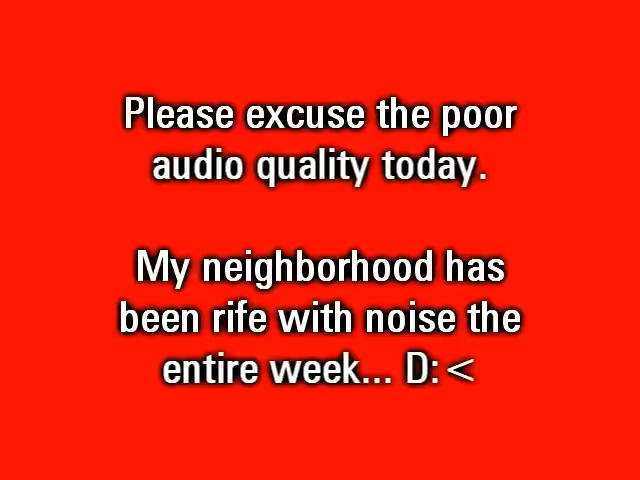 Please excuse the poor
audio quality today.
My neighborhood has
been rife with noise the
entire week... D:<